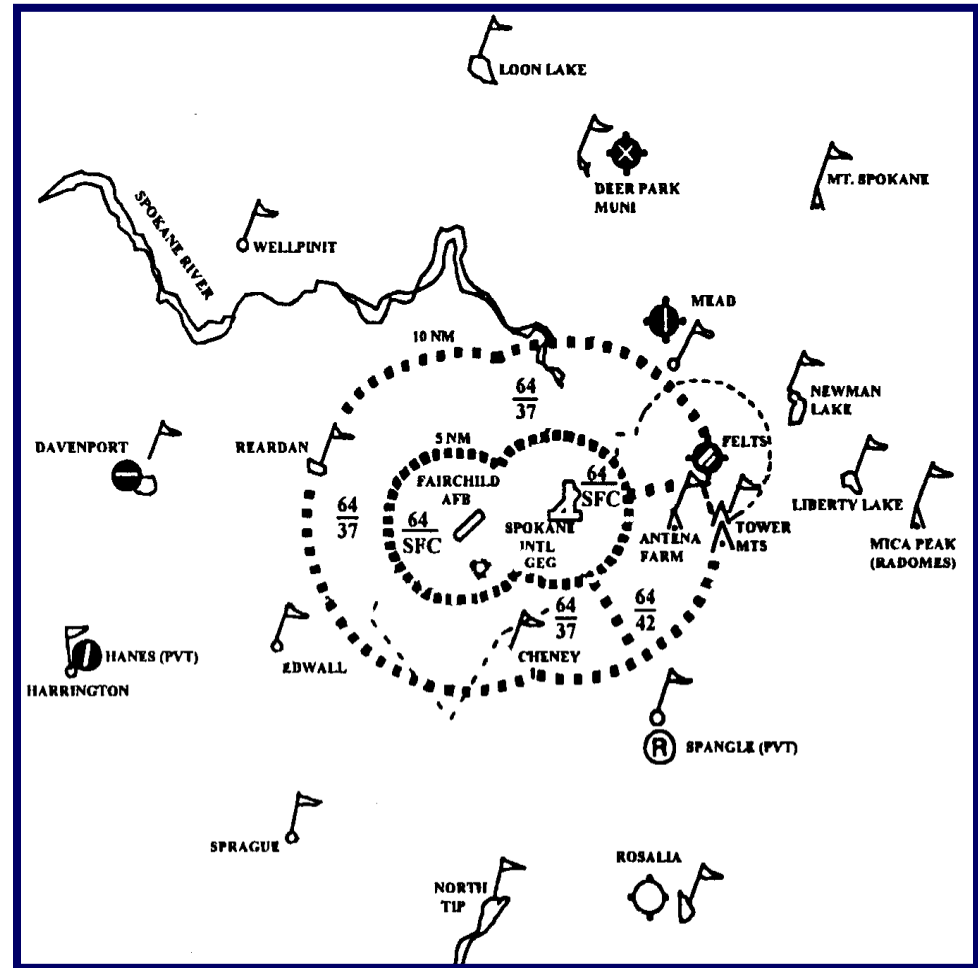 LOON LAKE
DEER PARK
MUNI
MT. SPOKANE
SPOKANE RIVER
WELLPINIT
MEAD
10 NM
64
37
NEWMAN
LAKE
DAVENPORT
REARDAN
5 NM
FELTS
FAIRCHILD
AFB
64
SFC
64
37
64
SFC
SPOKANE
INTL
GEG
ANTENA
FARM
TOWER
MTS
LIBERTY LAKE
MICA PEAK
(RADOMES)
64
37
64
42
HANES (PVT)
HARRINGTON
EDWALL
CHENEY
R
SPANGLE (PVT)
SPRAGUE
NORTH
TIP
ROSALIA